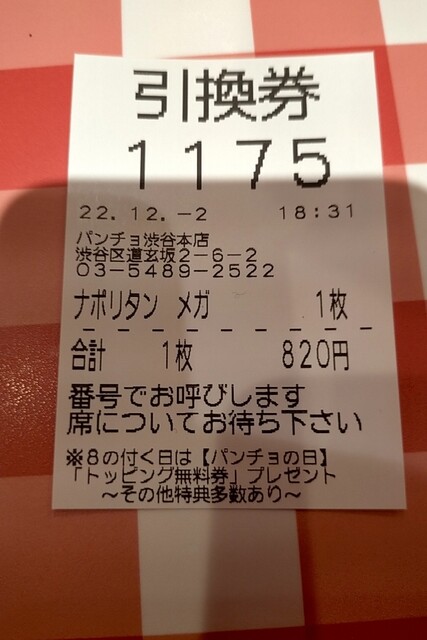 引換券
1175
22.12.-2 18:31
パンチョ渋谷本店
渋谷区道玄坂2-6-2
03-5489-2522
ナポリタン メガ 1枚
合計 1枚 820円
番号でお呼びします
席についてお待ち下さい
※8の付く日は【パンチョの日】
「トッピング無料券」プレゼント
～その他特典多数あり～